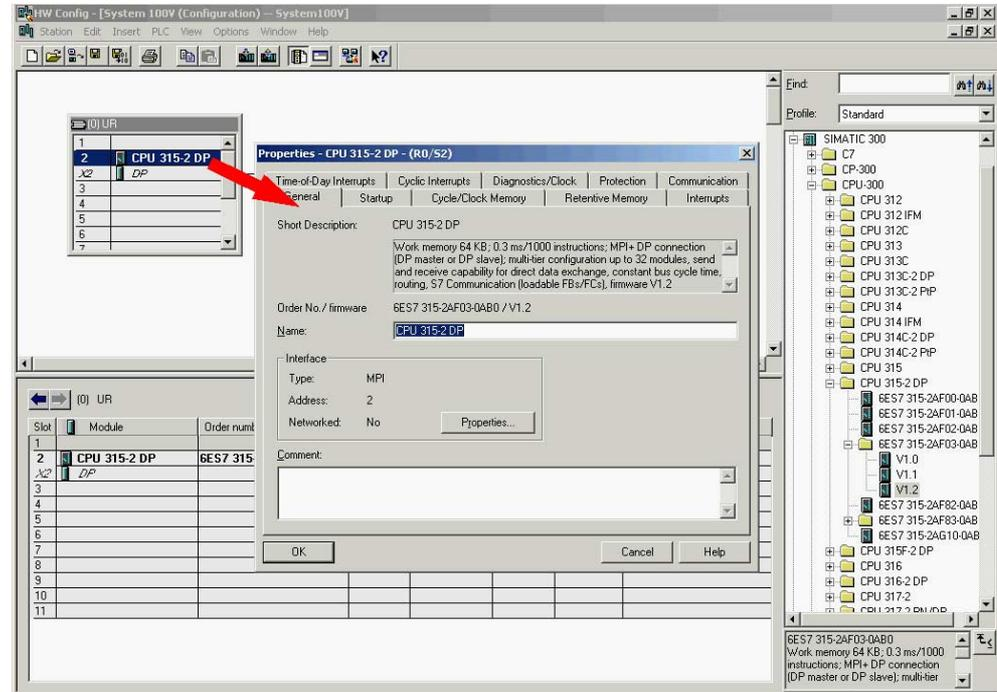 HW Config - [System 100V (Configuration) -- System100V]
Station Edit Insert PLC View Options Window Help
(0) UR
1
2 CPU 315-2 DP
X2 DP
3
4
5
6
7
Properties - CPU 315-2 DP - (R0/S2)
Time-of-Day Interrupts Cyclic Interrupts Diagnostics/Clock Protection Communication
General Startup Cycle/Clock Memory Retentive Memory Interrupts
Short Description: CPU 315-2 DP
Work memory 64 KB; 0.3 ms/1000 instructions; MPI+ DP connection
(DP master or DP slave); multi-tier configuration up to 32 modules, send
and receive capability for direct data exchange, constant bus cycle time,
routing, S7 Communication (loadable FBs/FCs), firmware V1.2
Order No./ firmware 6ES7 315-2AF03-0AB0 / V1.2
Name: CPU 315-2 DP
Interface
Type: MPI
Address: 2
Networked: No Properties...
Comment:
OK Cancel Help
(0) UR
Slot Module Order numb
1
2 CPU 315-2 DP 6ES7 315-
X2 DP
3
4
5
6
7
8
9
10
11
Find:
Profile: Standard
SIMATIC 300
C7
CP-300
CPU-300
CPU 312
CPU 312 IFM
CPU 312C
CPU 313
CPU 313C
CPU 313C-2 DP
CPU 313C-2 PtP
CPU 314
CPU 314 IFM
CPU 314C-2 DP
CPU 314C-2 PtP
CPU 315
CPU 315-2 DP
6ES7 315-2AF00-0AB
6ES7 315-2AF01-0AB
6ES7 315-2AF02-0AB
6ES7 315-2AF03-0AB
V1.0
V1.1
V1.2
6ES7 315-2AF82-0AB
6ES7 315-2AF83-0AB
6ES7 315-2AG10-0AB
CPU 315F-2 DP
CPU 316
CPU 316-2 DP
CPU 317-2
CPU 317-2 PN/DP
6ES7 315-2AF03-0AB0
Work memory 64 KB; 0.3 ms/1000
instructions; MPI+ DP connection
(DP master or DP slave); multi-tier